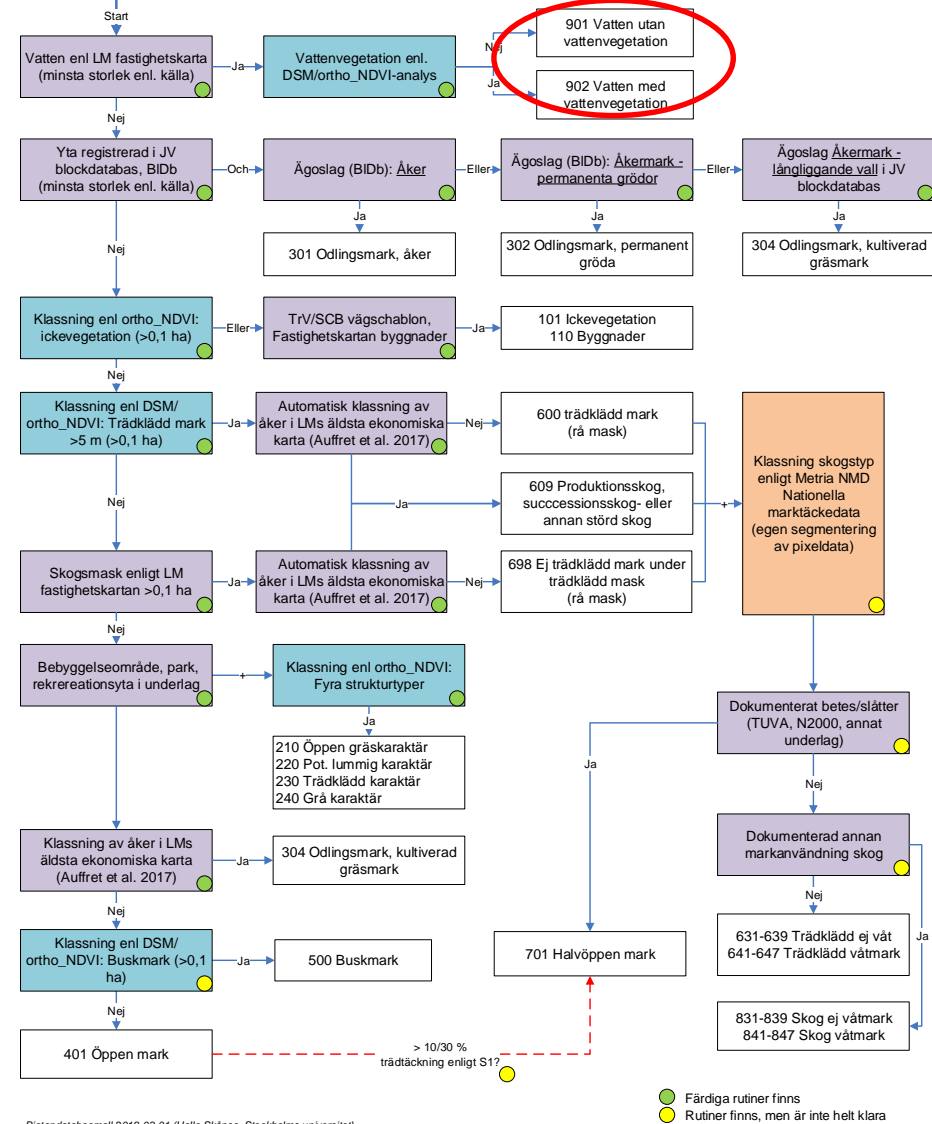 Start
Vatten enl LM fastighetskarta
(minsta storlek enl. källa)
Ja
Vattenvegetation enl.
DSM/ortho_NDVI-analys
Nej
901 Vatten utan
vattenvegetation
Ja
902 Vatten med
vattenvegetation
Nej
Yta registrerad i JV
blockdatabas, BIDb
(minsta storlek enl. källa)
Och
Ägoslag (BIDb): Åker
Eller
Ägoslag (BIDb): Åkermark -
permanenta grödor
Eller
Ägoslag Åkermark -
långliggande vall i JV
blockdatabas
Ja
Ja
Ja
Nej
301 Odlingsmark, åker
302 Odlingsmark, permanent
gröda
304 Odlingsmark, kultiverad
gräsmark
Klassning enl ortho_NDVI:
ickevegetation (>0,1 ha)
Eller
TrV/SCB vägschablon,
Fastighetskartan byggnader
Ja
101 Ickevegetation
110 Byggnader
Nej
Klassning enl DSM/
ortho_NDVI: Trädklädd mark
>5 m (>0,1 ha)
Ja
Automatisk klassning av
åker i LMs äldsta ekonomiska
karta (Auffret et al. 2017)
Nej
600 trädklädd mark
(rå mask)
Klassning skogstyp
enligt Metria NMD
Nationella
marktäckedata
(egen segmentering
av pixeldata)
Nej
Ja
609 Produktionsskog,
succcessionsskog- eller
annan störd skog
+
Skogsmask enligt LM
fastighetskartan >0,1 ha
Ja
Automatisk klassning av
åker i LMs äldsta ekonomiska
karta (Auffret et al. 2017)
Nej
698 Ej trädklädd mark under
trädklädd mask
(rå mask)
Nej
Bebyggelseområde, park,
rekrereationsyta i underlag
+
Klassning enl ortho_NDVI:
Fyra strukturtyper
Ja
210 Öppen gräskaraktär
220 Pot. lummig karaktär
230 Trädklädd karaktär
240 Grå karaktär
Dokumenterat betes/slåtter
(TUVA, N2000, annat
underlag)
Ja
Nej
Dokumenterad annan
markanvändning skog
Klassning av åker i LMs
äldsta ekonomiska karta
(Auffret et al. 2017)
Ja
304 Odlingsmark, kultiverad
gräsmark
Nej
Nej
Ja
631-639 Trädklädd ej våt
641-647 Trädklädd våtmark
Klassning enl DSM/
ortho_NDVI: Buskmark (>0,1
ha)
Ja
500 Buskmark
701 Halvöppen mark
Nej
831-839 Skog ej våtmark
841-847 Skog våtmark
401 Öppen mark
> 10/30 %
trädtäckning enligt S1?
Färdiga rutiner finns
Rutiner finns, men är inte helt klara